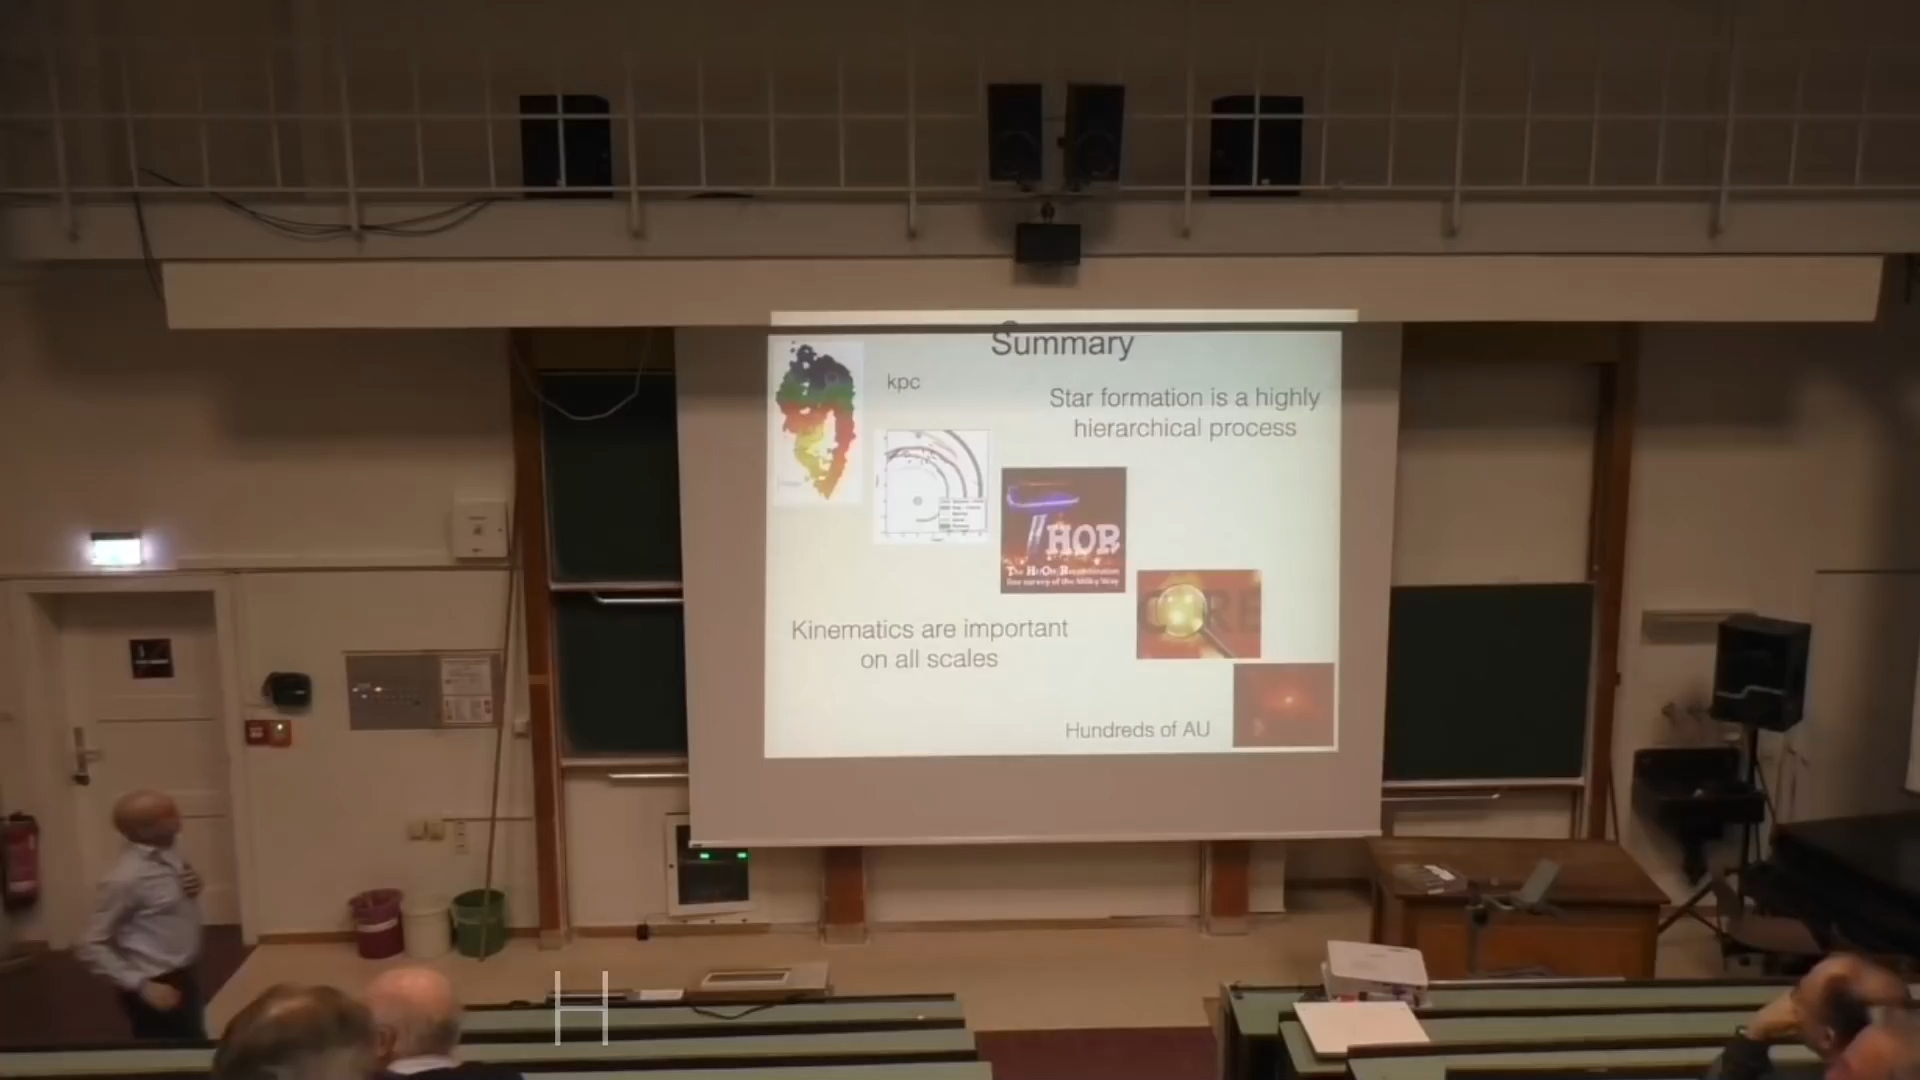 Summary
kpc
Star formation is a highly
hierarchical process
THOR
The HI/OH/Recombination
line survey of the Milky Way
CORE
Kinematics are important
on all scales
Hundreds of AU
H